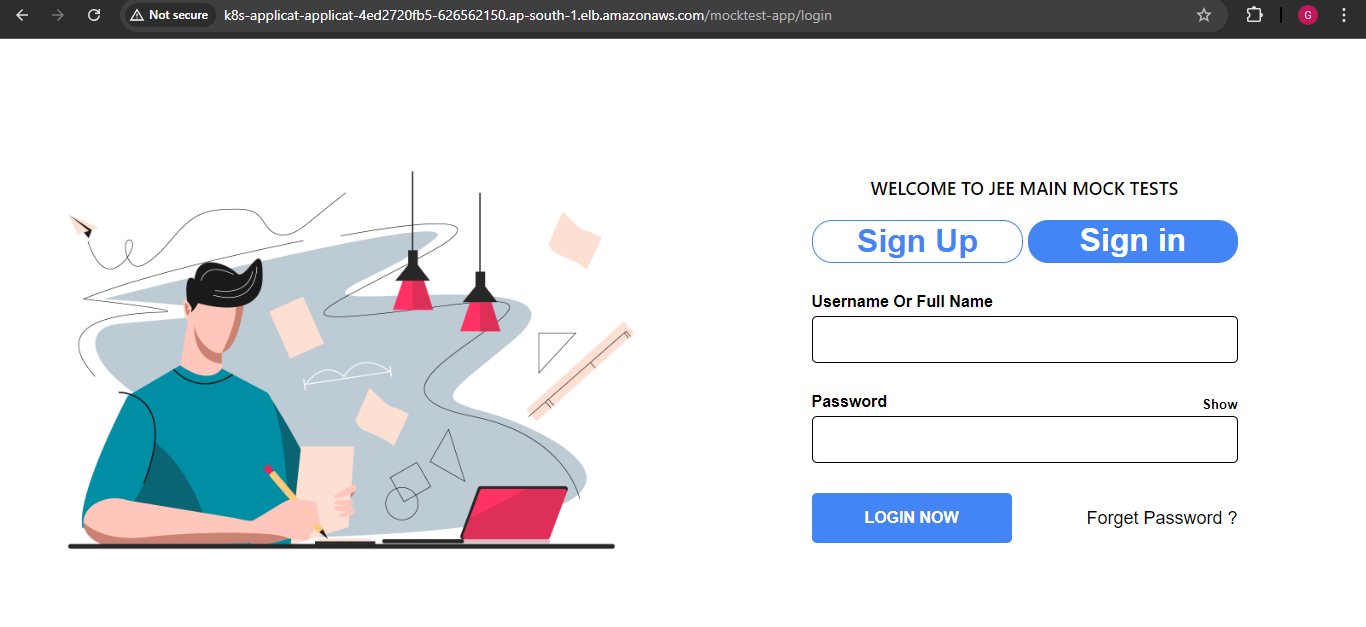 Not secure k8s-applicat-applicat-4ed2720fb5-626562150.ap-south-1.elb.amazonaws.com/mocktest-app/login G
WELCOME TO JEE MAIN MOCK TESTS
Sign Up Sign in
Username Or Full Name
Password Show
LOGIN NOW Forget Password ?